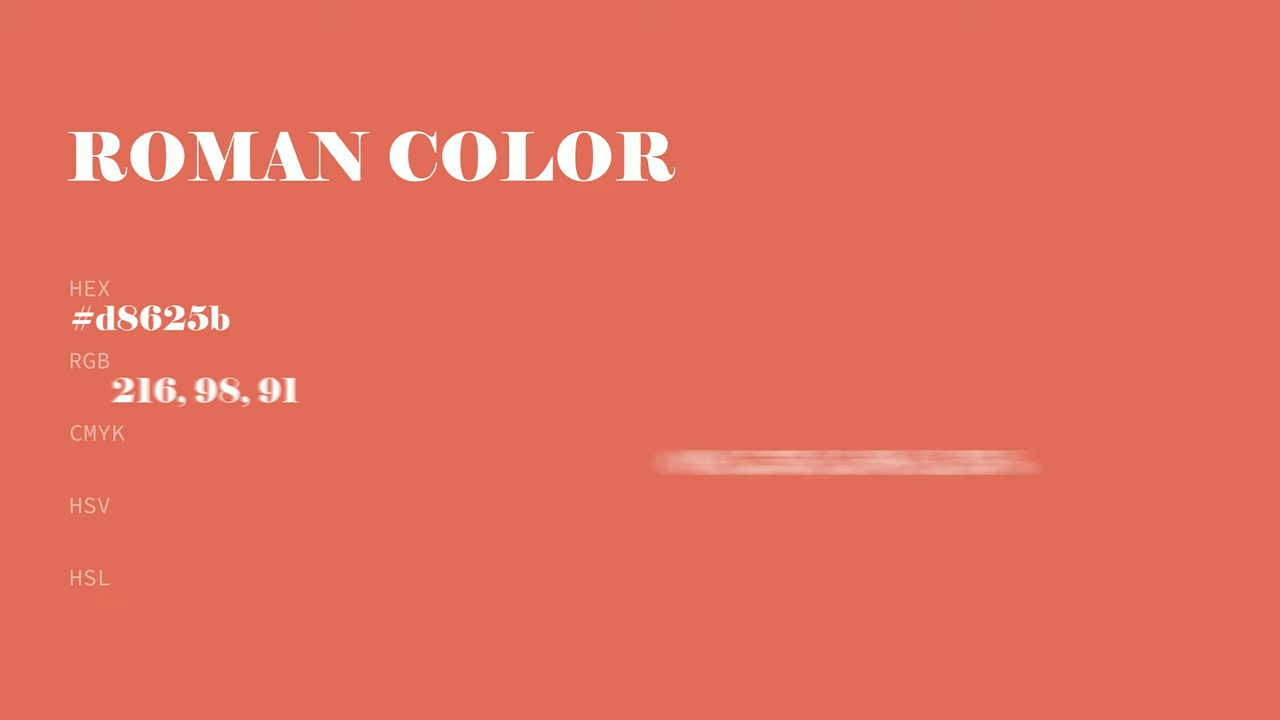 ROMAN COLOR
HEX
#d8625b
RGB
216, 98, 91
CMYK
HSV
HSL